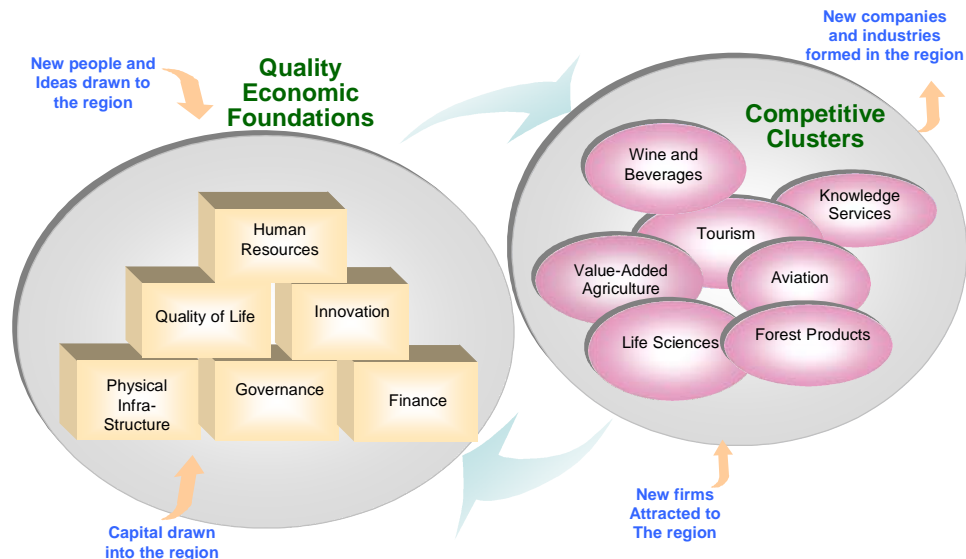 New people and
Ideas drawn to
the region
Quality
Economic
Foundations
Human
Resources
Quality of Life
Innovation
Physical
Infra-
Structure
Governance
Finance
Capital drawn
into the region
New companies
and industries
formed in the region
Competitive
Clusters
Wine and
Beverages
Knowledge
Services
Tourism
Value-Added
Agriculture
Aviation
Life Sciences
Forest Products
New firms
Attracted to
The region